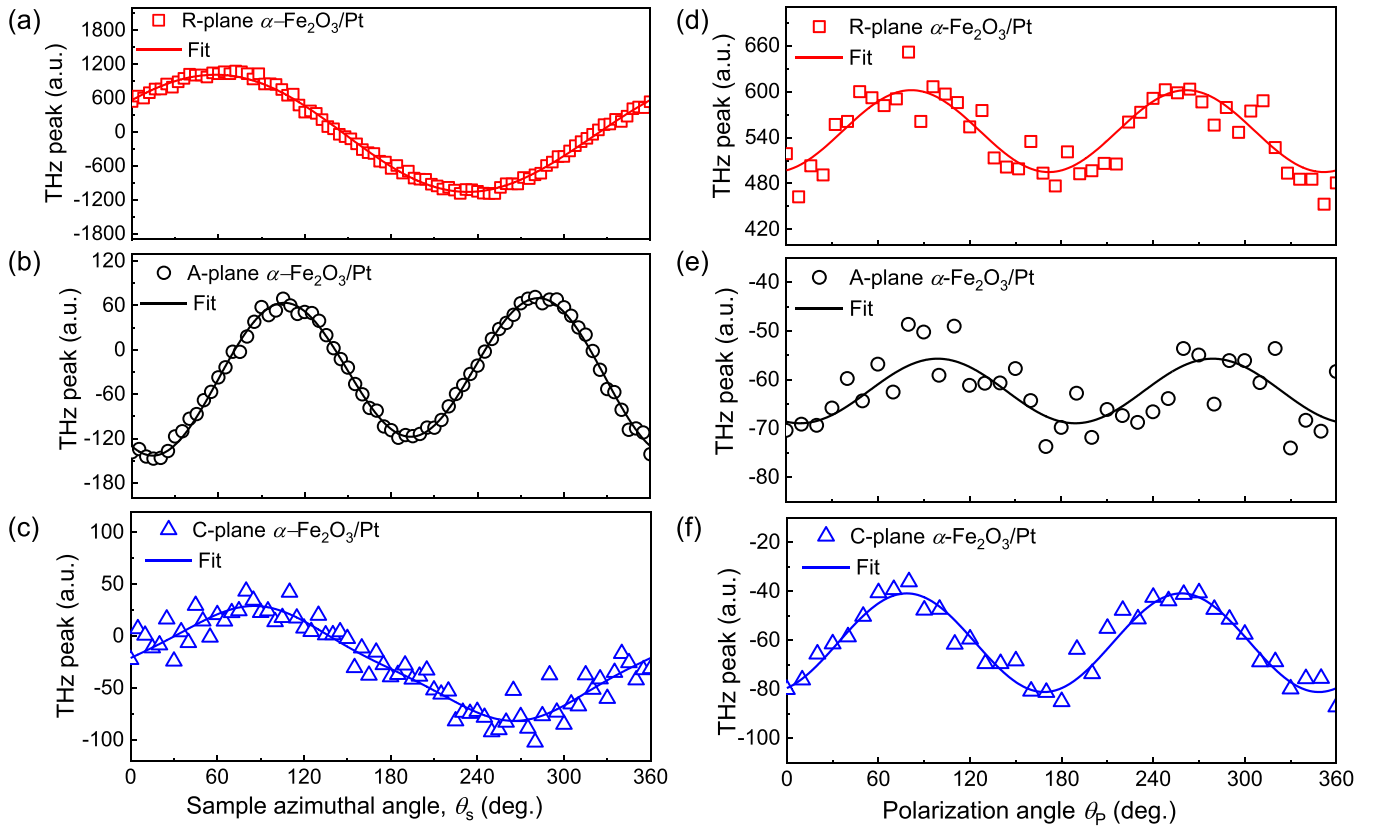 (a)
R-plane α–Fe₂O₃/Pt
Fit
THz peak (a.u.)
1800
1200
600
0
-600
-1200
-1800
(b)
A-plane α–Fe₂O₃/Pt
Fit
THz peak (a.u.)
120
60
0
-60
-120
-180
(c)
C-plane α–Fe₂O₃/Pt
Fit
THz peak (a.u.)
100
50
0
-50
-100
0 60 120 180 240 300 360
Sample azimuthal angle, θₛ (deg.)
(d)
R-plane α-Fe₂O₃/Pt
Fit
THz peak (a.u.)
660
600
540
480
420
(e)
A-plane α-Fe₂O₃/Pt
Fit
THz peak (a.u.)
-40
-50
-60
-70
-80
(f)
C-plane α-Fe₂O₃/Pt
Fit
THz peak (a.u.)
-20
-40
-60
-80
-100
0 60 120 180 240 300 360
Polarization angle θP (deg.)